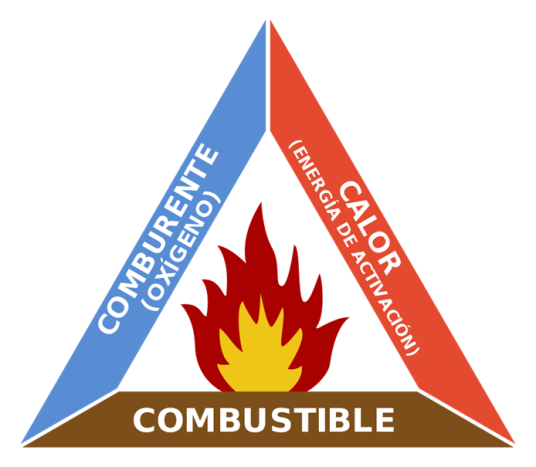 COMBURENTE
(OXÍGENO)
CALOR
(ENERGÍA DE ACTIVACIÓN)
COMBUSTIBLE